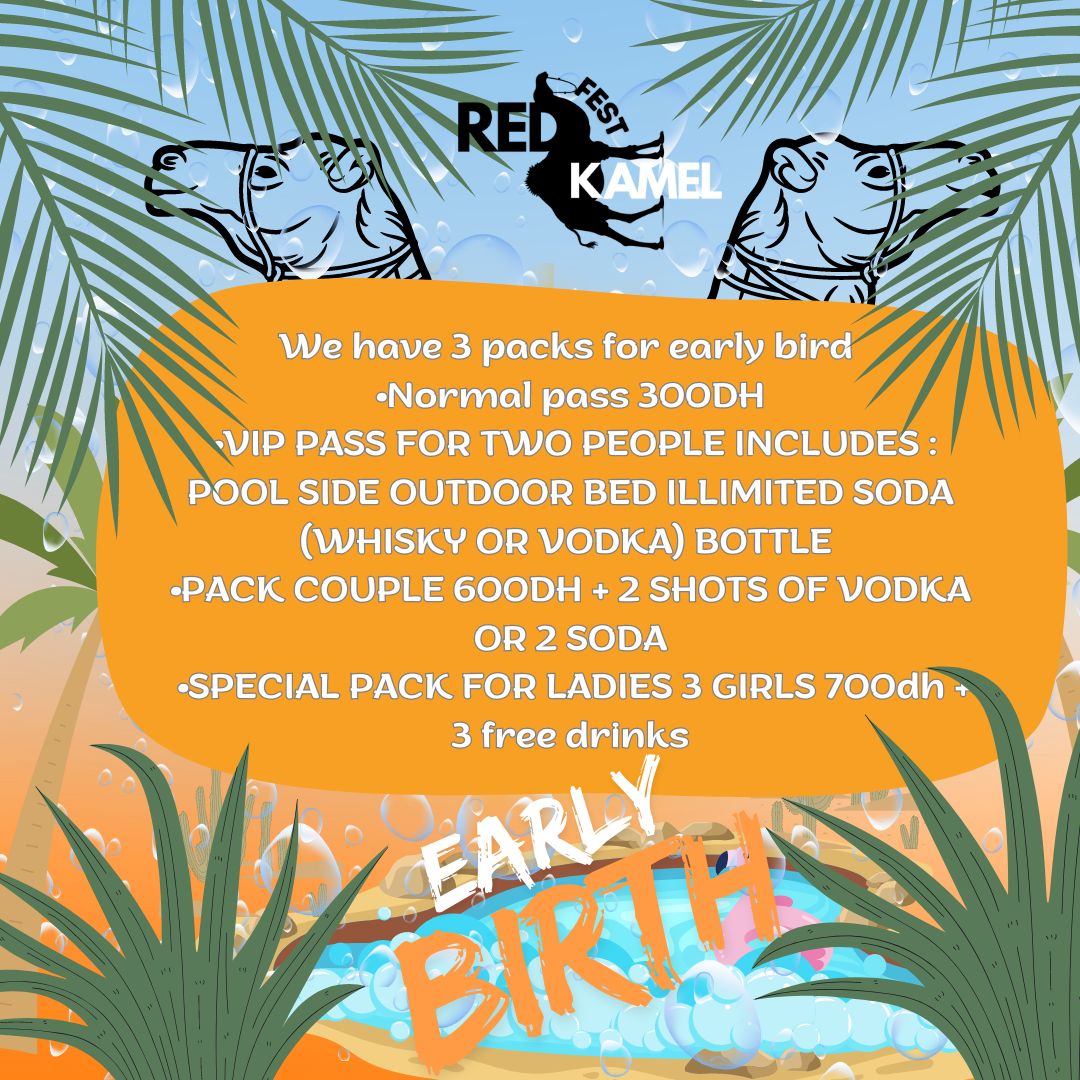 RED FEST
KAMEL
We have 3 packs for early bird
•Normal pass 300DH
•VIP PASS FOR TWO PEOPLE INCLUDES :
POOL SIDE OUTDOOR BED ILLIMITED SODA
(WHISKY OR VODKA) BOTTLE
•PACK COUPLE 600DH + 2 SHOTS OF VODKA
OR 2 SODA
•SPECIAL PACK FOR LADIES 3 GIRLS 700dh +
3 free drinks
EARLY
BIRTH